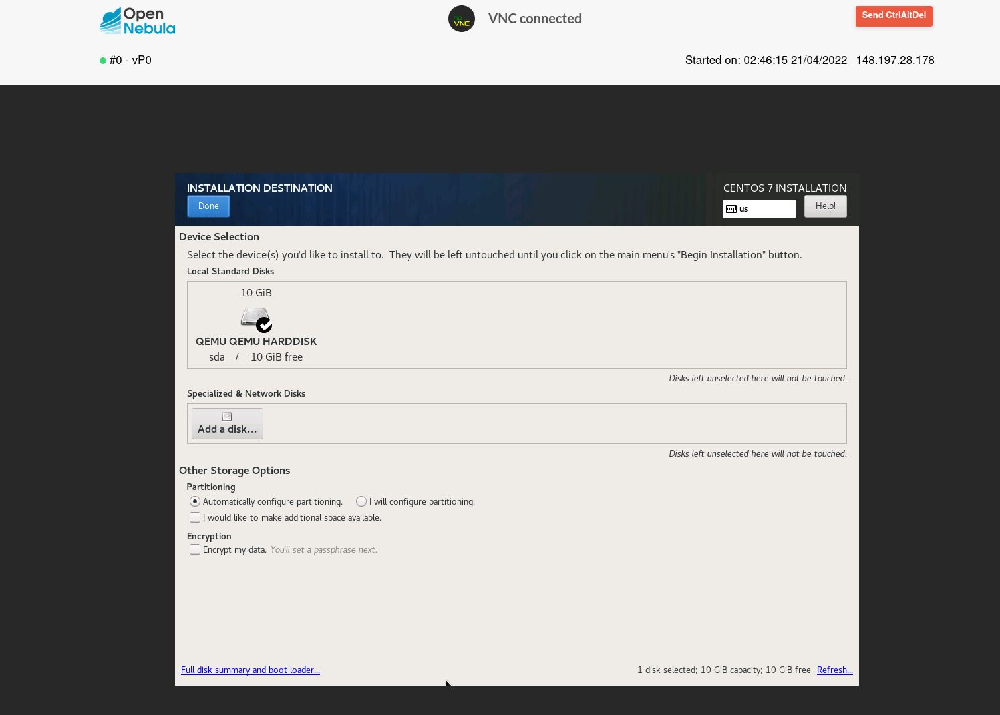 Open
Nebula
no
VNC
VNC connected
Send CtrlAltDel
#0 - vP0
Started on: 02:46:15 21/04/2022 148.197.28.178
INSTALLATION DESTINATION
CENTOS 7 INSTALLATION
Done
us
Help!
Device Selection
Select the device(s) you'd like to install to. They will be left untouched until you click on the main menu's "Begin Installation" button.
Local Standard Disks
10 GiB
QEMU QEMU HARDDISK
sda / 10 GiB free
Disks left unselected here will not be touched.
Specialized & Network Disks
Add a disk...
Disks left unselected here will not be touched.
Other Storage Options
Partitioning
Automatically configure partitioning. I will configure partitioning.
I would like to make additional space available.
Encryption
Encrypt my data. You'll set a passphrase next.
Full disk summary and boot loader...
1 disk selected; 10 GiB capacity; 10 GiB free Refresh...